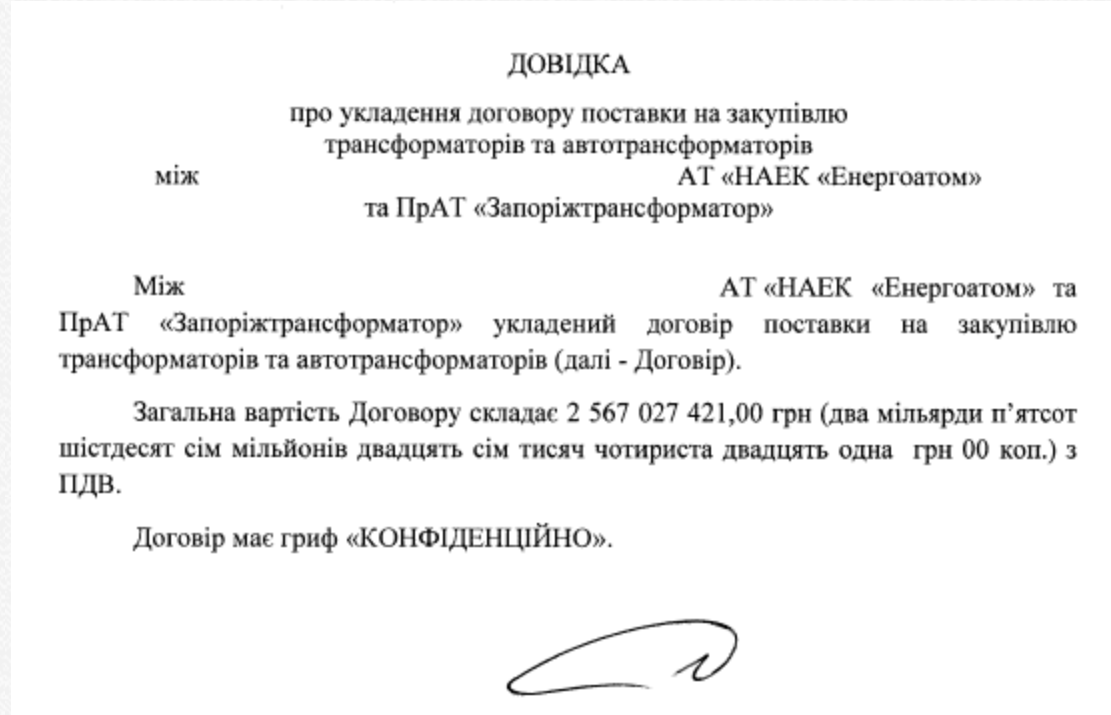 ДОВІДКА
про укладення договору поставки на закупівлю
трансформаторів та автотрансформаторів
між АТ «НАЕК «Енергоатом»
та ПрАТ «Запоріжтрансформатор»
Між АТ «НАЕК «Енергоатом» та
ПрАТ «Запоріжтрансформатор» укладений договір поставки на закупівлю
трансформаторів та автотрансформаторів (далі - Договір).
Загальна вартість Договору складає 2 567 027 421,00 грн (два мільярди п’ятсот
шістдесят сім мільйонів двадцять сім тисяч чотириста двадцять одна грн 00 коп.) з
ПДВ.
Договір має гриф «КОНФІДЕНЦІЙНО».